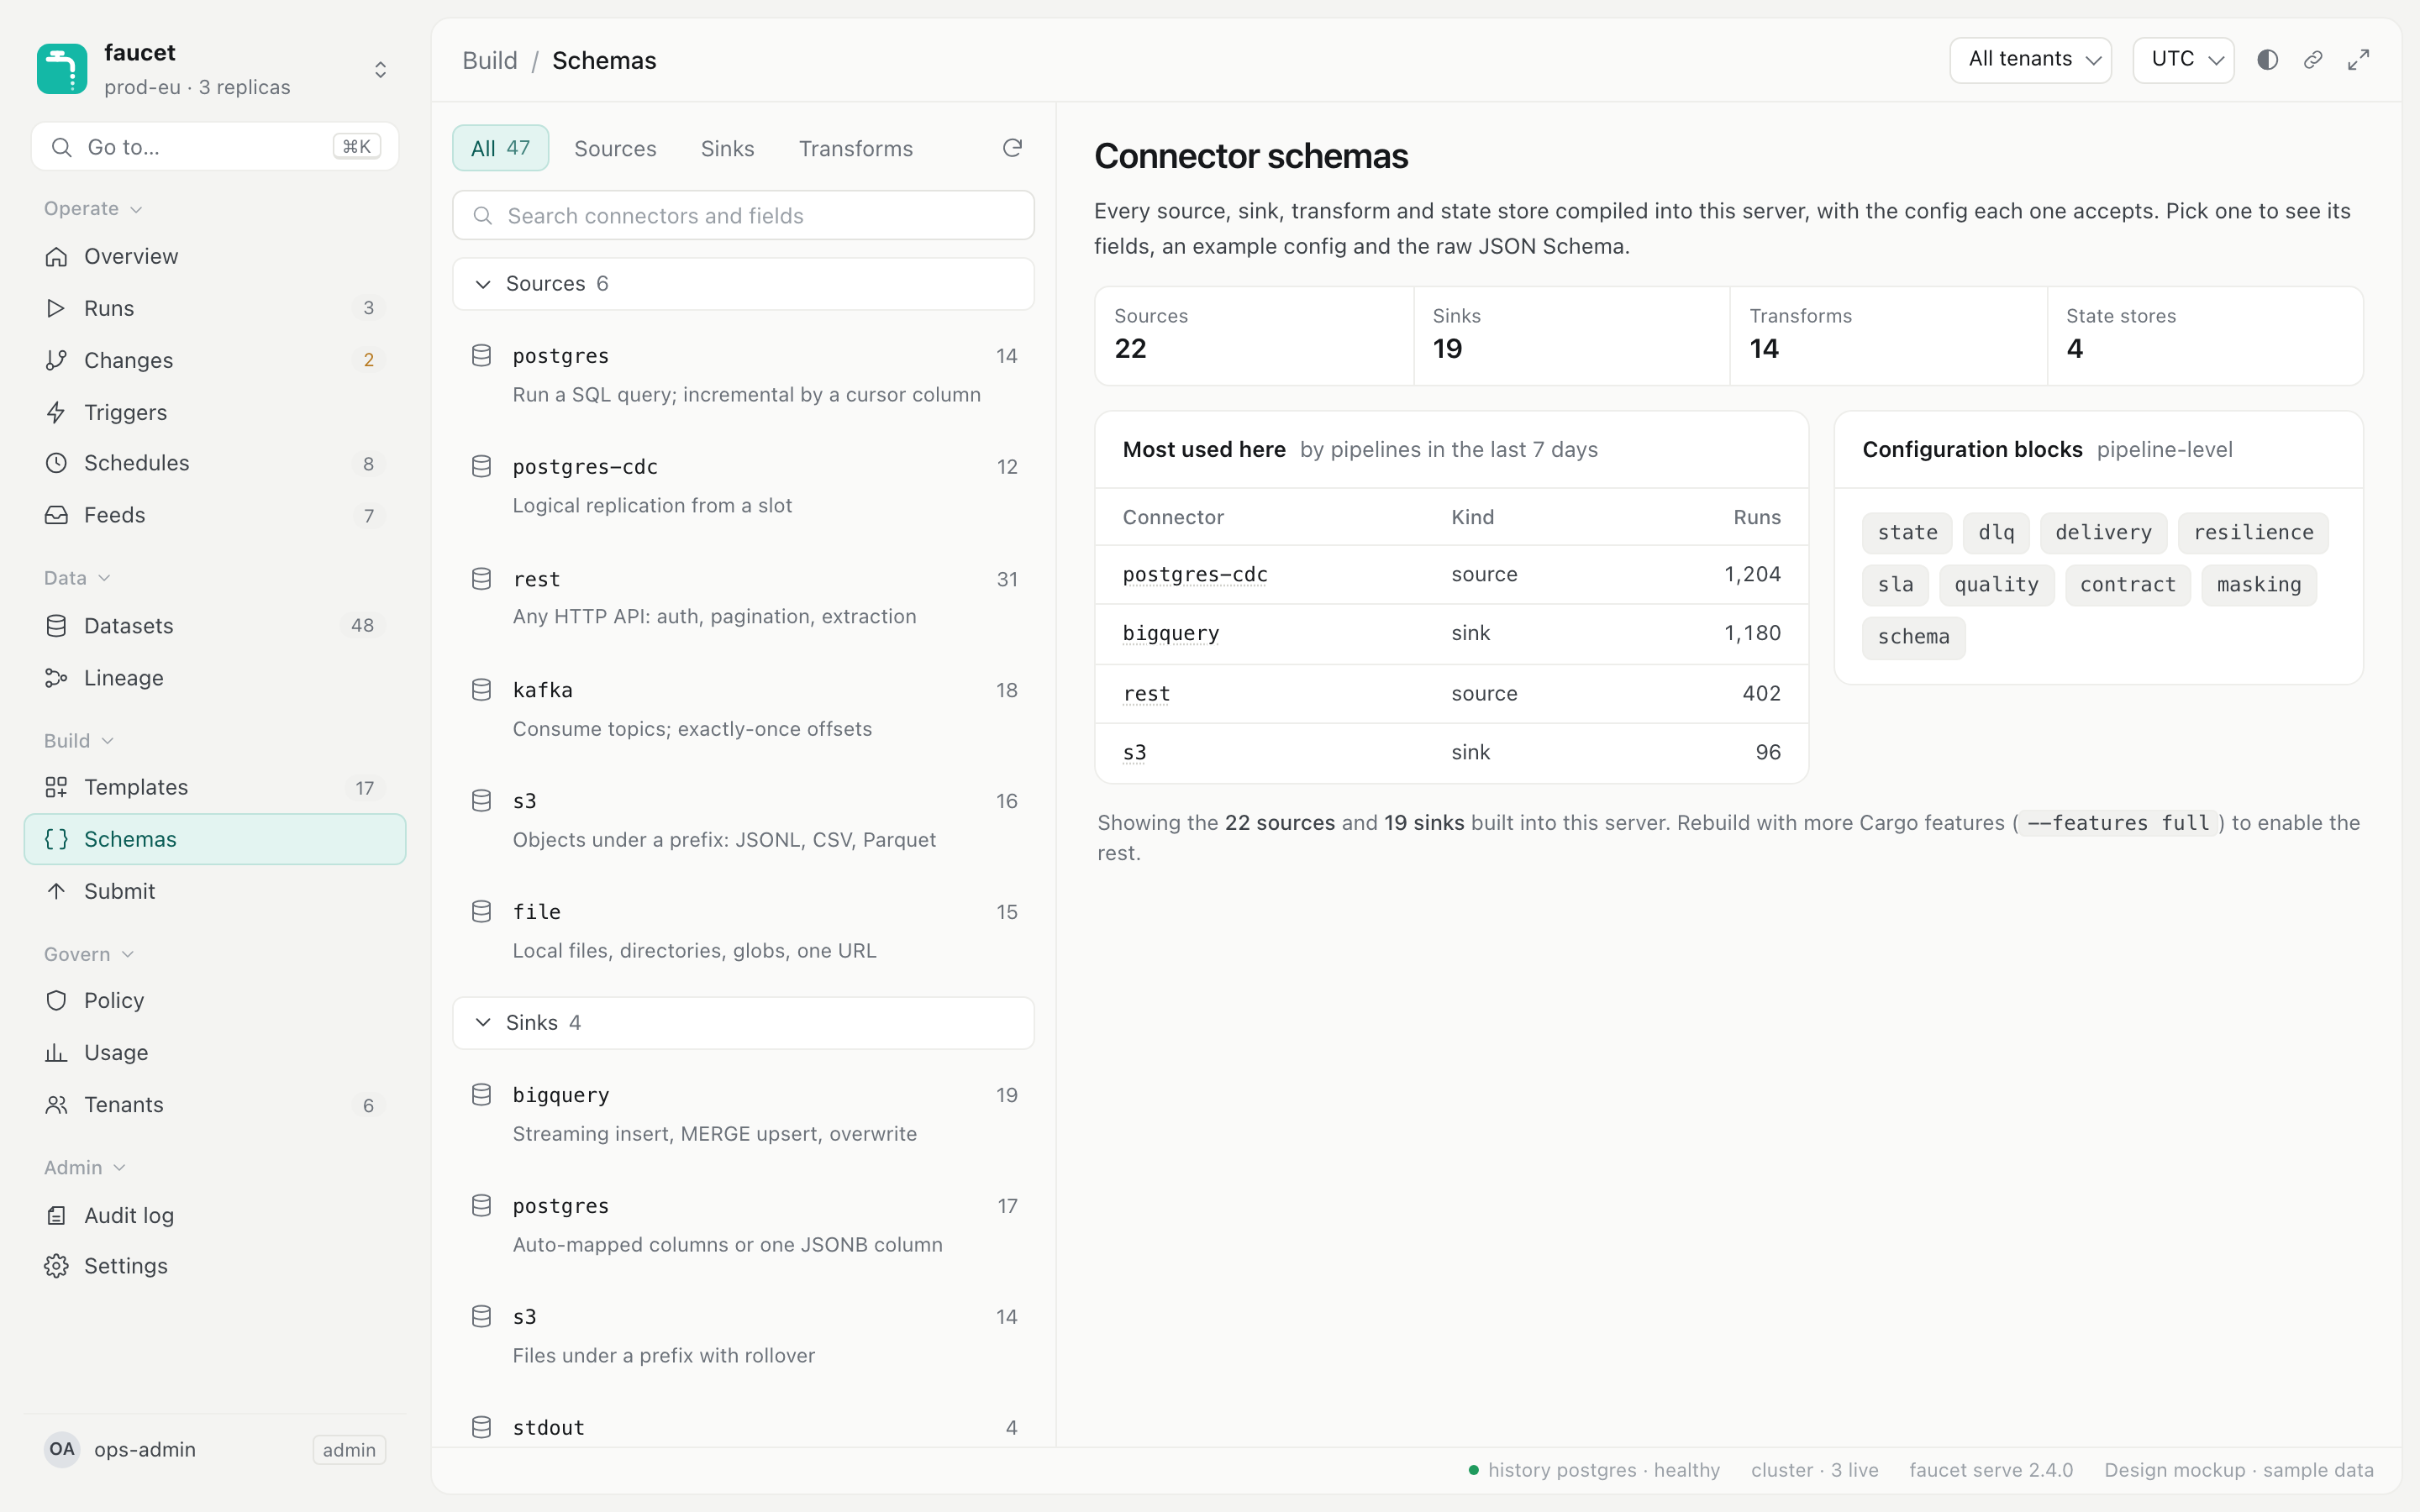 faucet
prod-eu · 3 replicas
Go to...
⌘K
Operate
Overview
Runs 3
Changes 2
Triggers
Schedules 8
Feeds 7
Data
Datasets 48
Lineage
Build
Templates 17
Schemas
Submit
Govern
Policy
Usage
Tenants 6
Admin
Audit log
Settings
OA ops-admin admin
Build / Schemas
All tenants
UTC
All 47 Sources Sinks Transforms
Search connectors and fields
Sources 6
postgres 14
Run a SQL query; incremental by a cursor column
postgres-cdc 12
Logical replication from a slot
rest 31
Any HTTP API: auth, pagination, extraction
kafka 18
Consume topics; exactly-once offsets
s3 16
Objects under a prefix: JSONL, CSV, Parquet
file 15
Local files, directories, globs, one URL
Sinks 4
bigquery 19
Streaming insert, MERGE upsert, overwrite
postgres 17
Auto-mapped columns or one JSONB column
s3 14
Files under a prefix with rollover
stdout 4
Connector schemas
Every source, sink, transform and state store compiled into this server, with the config each one accepts. Pick one to see its
fields, an example config and the raw JSON Schema.
Sources Sinks Transforms State stores
22 19 14 4
Most used here by pipelines in the last 7 days
Connector Kind Runs
postgres-cdc source 1,204
bigquery sink 1,180
rest source 402
s3 sink 96
Configuration blocks pipeline-level
state dlq delivery resilience
sla quality contract masking
schema
Showing the 22 sources and 19 sinks built into this server. Rebuild with more Cargo features ( --features full ) to enable the
rest.
history postgres · healthy cluster · 3 live faucet serve 2.4.0 Design mockup · sample data